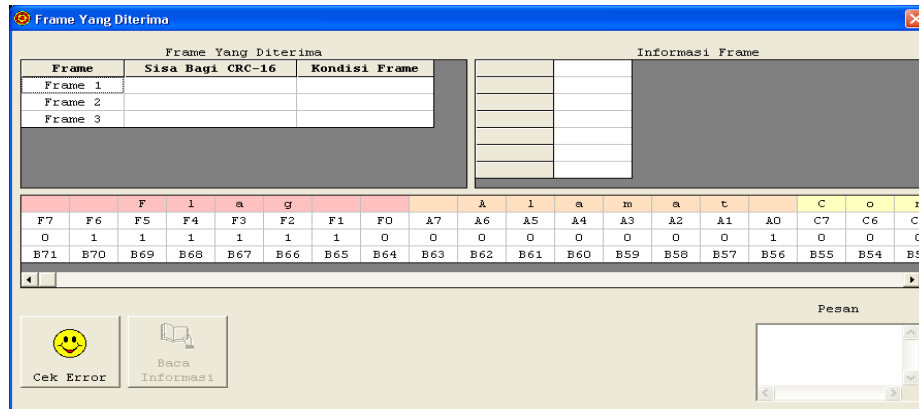 Frame Yang Diterima
Frame Yang Diterima
Informasi Frame
Frame Sisa Bagi CRC-16 Kondisi Frame
Frame 1
Frame 2
Frame 3
F l a g A l a m a t C o
F7 F6 F5 F4 F3 F2 F1 F0 A7 A6 A5 A4 A3 A2 A1 A0 C7 C6
0 1 1 1 1 1 1 0 0 0 0 0 0 0 0 1 0 0
B71 B70 B69 B68 B67 B66 B65 B64 B63 B62 B61 B60 B59 B58 B57 B56 B55 B54
Pesan
Cek Error
Baca
Informasi